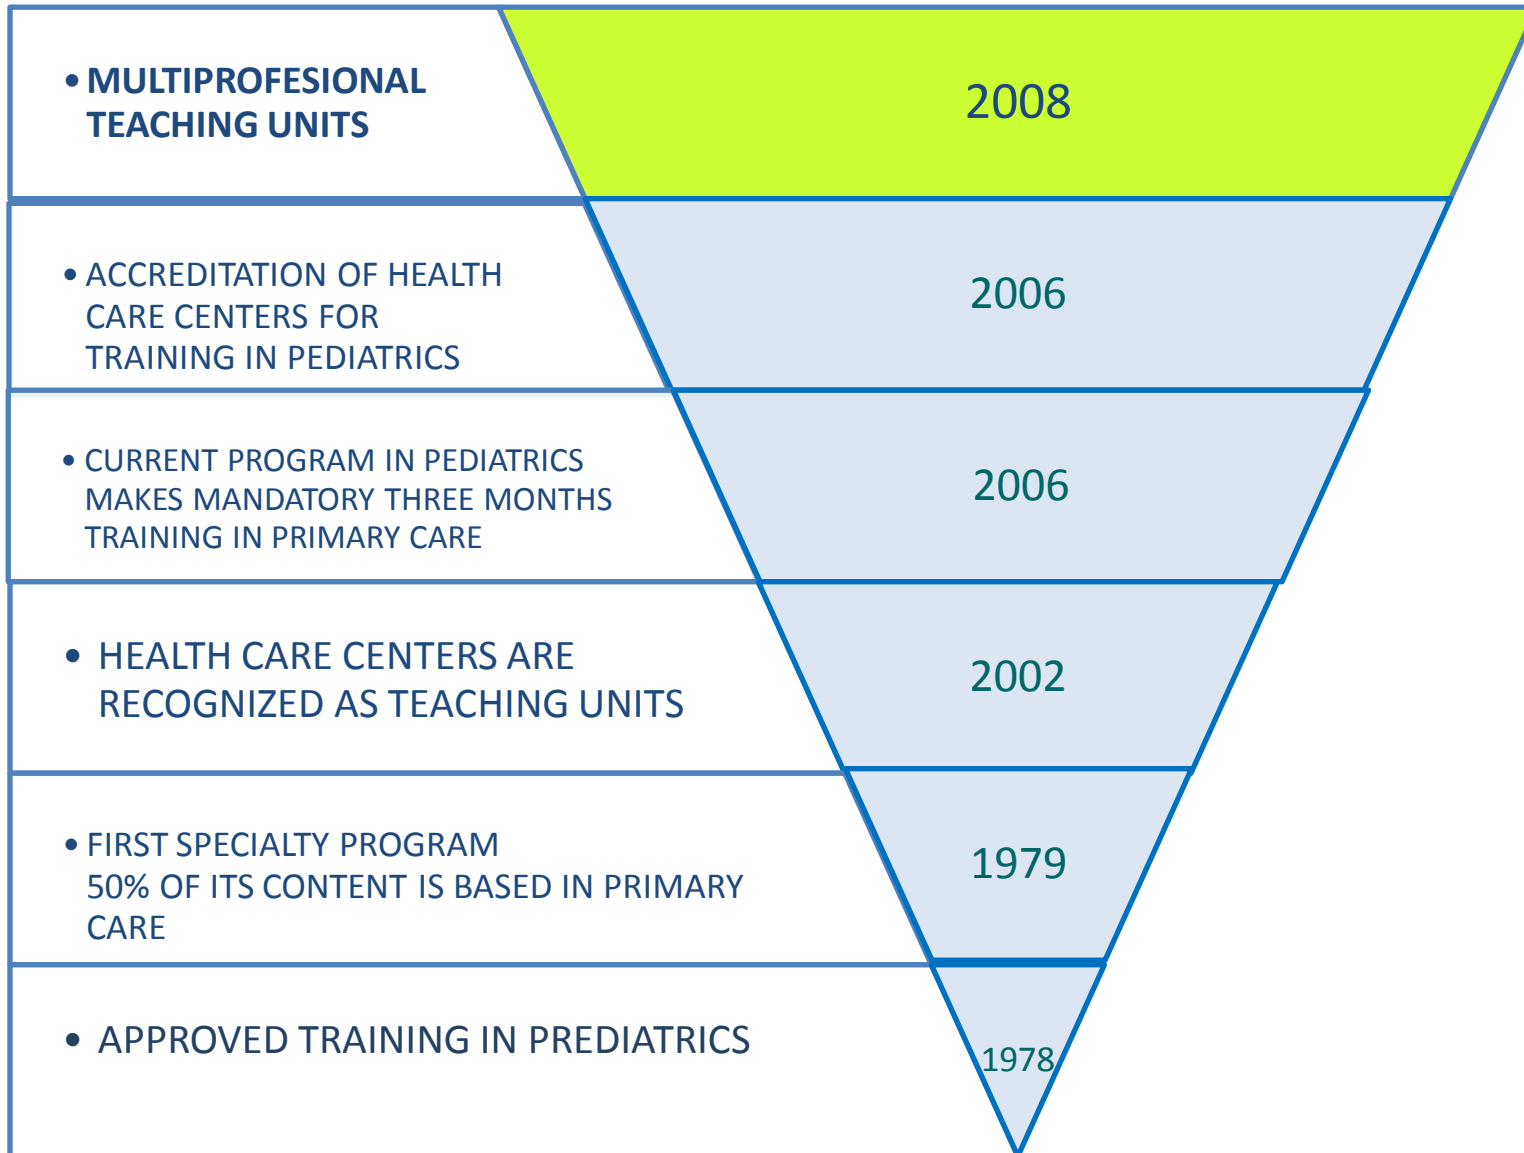 • MULTIPROFESIONAL
TEACHING UNITS
2008
• ACCREDITATION OF HEALTH
CARE CENTERS FOR
TRAINING IN PEDIATRICS
2006
• CURRENT PROGRAM IN PEDIATRICS
MAKES MANDATORY THREE MONTHS
TRAINING IN PRIMARY CARE
2006
• HEALTH CARE CENTERS ARE
RECOGNIZED AS TEACHING UNITS
2002
• FIRST SPECIALTY PROGRAM
50% OF ITS CONTENT IS BASED IN PRIMARY
CARE
1979
• APPROVED TRAINING IN PREDIATRICS
1978